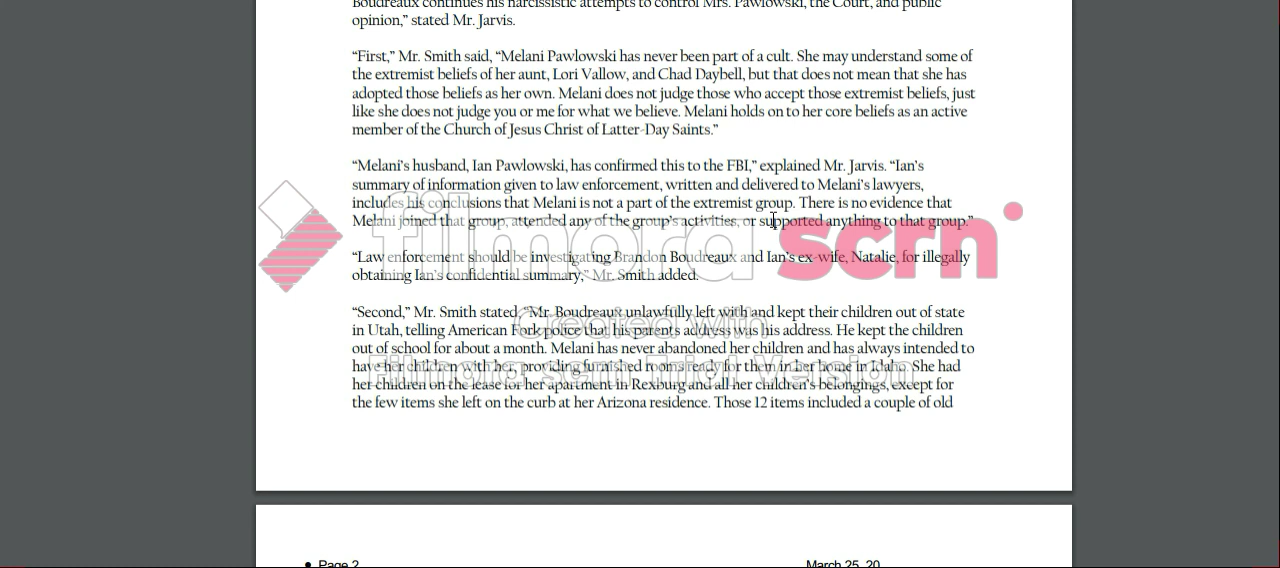 Boudreaux continues his narcissistic attempts to control Mrs. Pawlowski, the Court, and public
opinion,” stated Mr. Jarvis.
“First,” Mr. Smith said, “Melani Pawlowski has never been part of a cult. She may understand some of
the extremist beliefs of her aunt, Lori Vallow, and Chad Daybell, but that does not mean that she has
adopted those beliefs as her own. Melani does not judge those who accept those extremist beliefs, just
like she does not judge you or me for what we believe. Melani holds on to her core beliefs as an active
member of the Church of Jesus Christ of Latter-Day Saints.”
“Melani’s husband, Ian Pawlowski, has confirmed this to the FBI,” explained Mr. Jarvis. “Ian’s
summary of information given to law enforcement, written and delivered to Melani’s lawyers,
includes his conclusions that Melani is not a part of the extremist group. There is no evidence that
Melani joined that group, attended any of the group’s activities, or supported anything to that group.”
filmora scrn
“Law enforcement should be investigating Brandon Boudreaux and Ian’s ex-wife, Natalie, for illegally
obtaining Ian’s confidential summary,” Mr. Smith added.
“Second,” Mr. Smith stated, “Mr. Boudreaux unlawfully left with and kept their children out of state
Created with
in Utah, telling American Fork police that his parents address was his address. He kept the children
out of school for about a month. Melani has never abandoned her children and has always intended to
have her children with her, providing furnished rooms ready for them in her home in Idaho. She had
Filmora scrn Trial Version
her children on the lease for her apartment in Rexburg and all her children’s belongings, except for
the few items she left on the curb at her Arizona residence. Those 12 items included a couple of old
• Page 2 March 25, 20